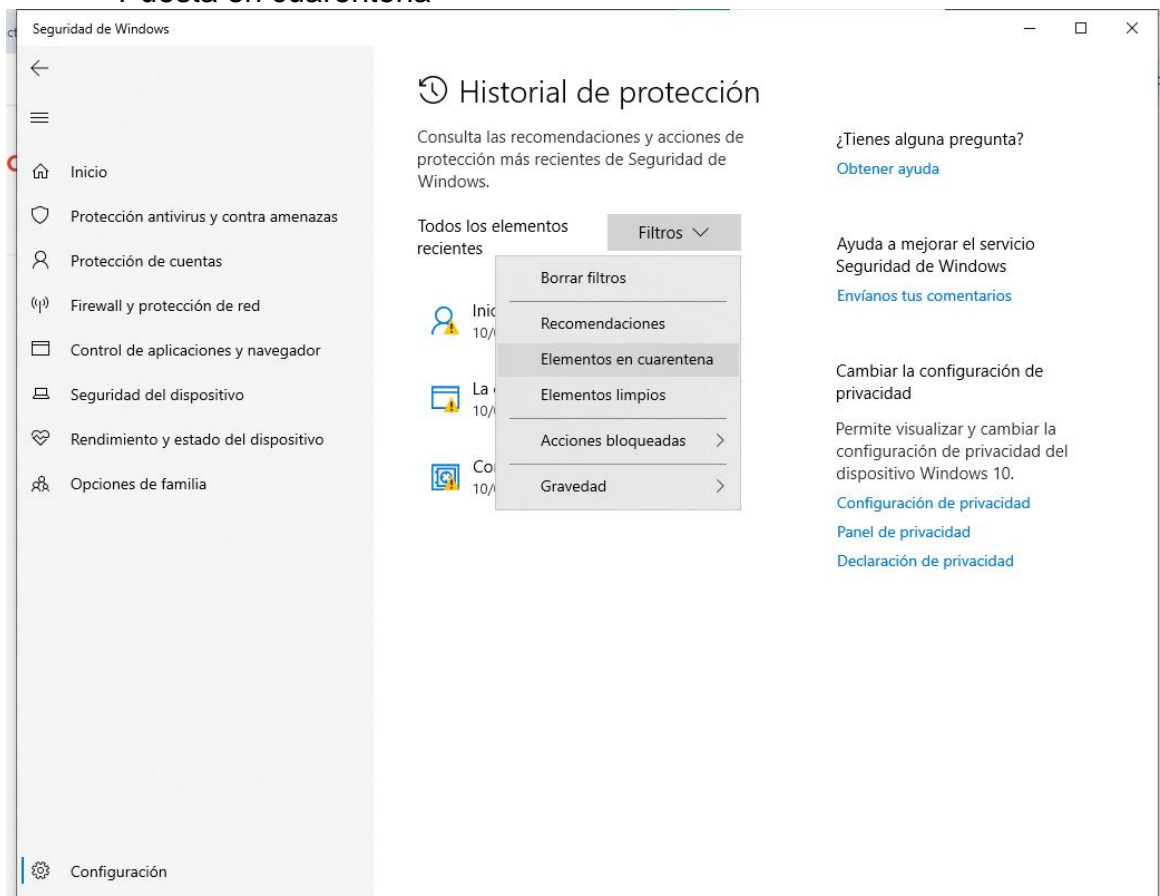 Puesta en cuarentena
Seguridad de Windows
Inicio
Protección antivirus y contra amenazas
Protección de cuentas
Firewall y protección de red
Control de aplicaciones y navegador
Seguridad del dispositivo
Rendimiento y estado del dispositivo
Opciones de familia
Configuración
Historial de protección
Consulta las recomendaciones y acciones de
protección más recientes de Seguridad de
Windows.
Todos los elementos
recientes
Filtros
Borrar filtros
Recomendaciones
Elementos en cuarentena
Elementos limpios
Acciones bloqueadas
Gravedad
La
¿Tienes alguna pregunta?
Obtener ayuda
Ayuda a mejorar el servicio
Seguridad de Windows
Envíanos tus comentarios
Cambiar la configuración de
privacidad
Permite visualizar y cambiar la
configuración de privacidad del
dispositivo Windows 10.
Configuración de privacidad
Panel de privacidad
Declaración de privacidad